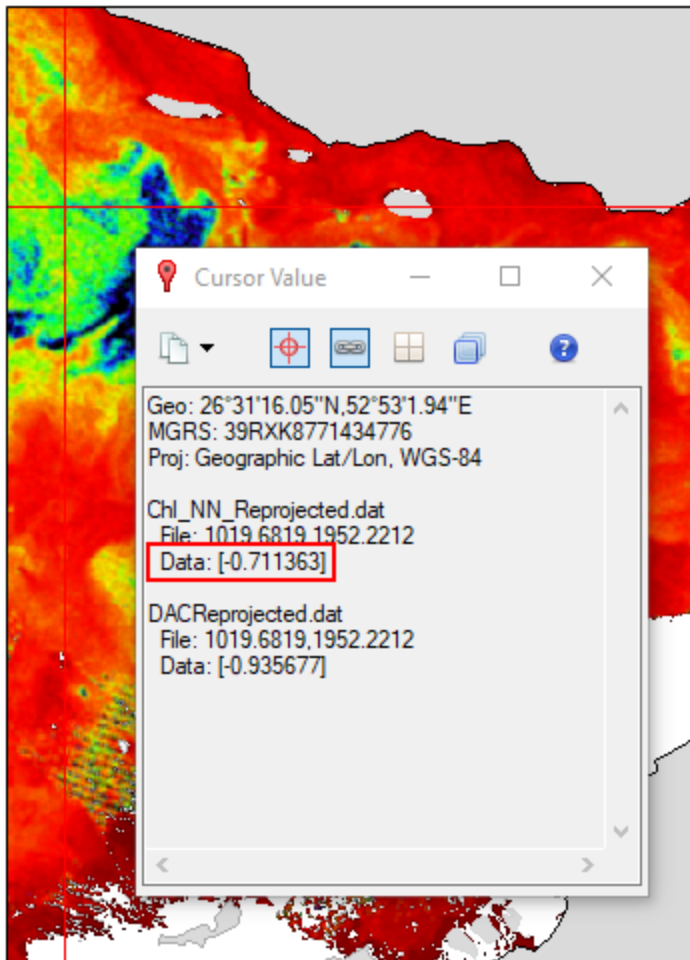 Cursor Value
Geo: 26°31'16.05"N,52°53'1.94"E
MGRS: 39RXK8771434776
Proj: Geographic Lat/Lon, WGS-84
Chl_NN_Reprojected.dat
File: 1019.6819,1952.2212
Data: [-0.711363]
DACReprojected.dat
File: 1019.6819,1952.2212
Data: [-0.935677]